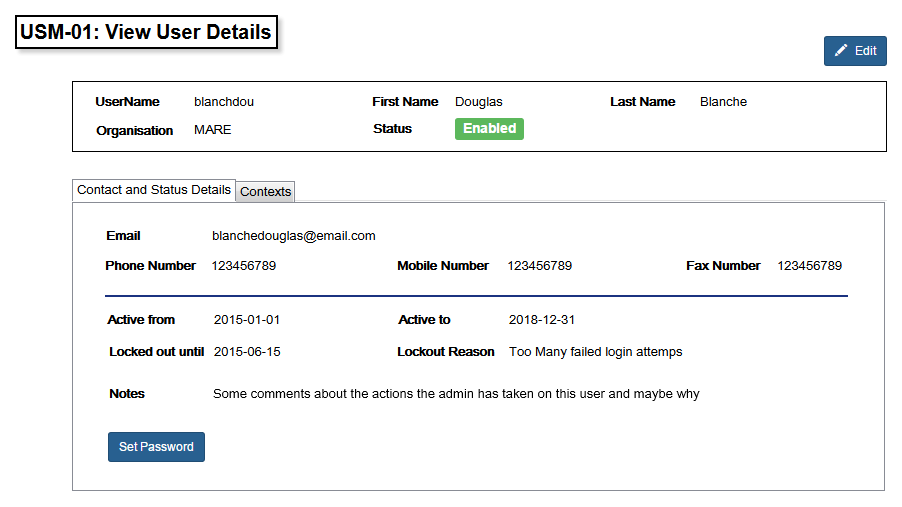 USM-01: View User Details
Edit
UserName blanchdou First Name Douglas Last Name Blanche
Organisation MARE Status Enabled
Contact and Status Details Contexts
Email blanchedouglas@email.com
Phone Number 123456789 Mobile Number 123456789 Fax Number 123456789
Active from 2015-01-01 Active to 2018-12-31
Locked out until 2015-06-15 Lockout Reason Too Many failed login attemps
Notes Some comments about the actions the admin has taken on this user and maybe why
Set Password